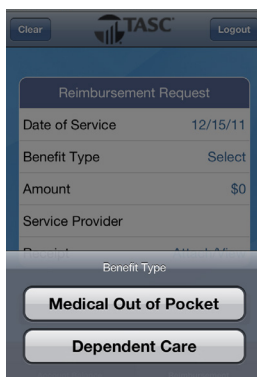 Clear TASC Logout
Reimbursement Request
Date of Service 12/15/11
Benefit Type Select
Amount $0
Service Provider
Benefit Type
Medical Out of Pocket
Dependent Care